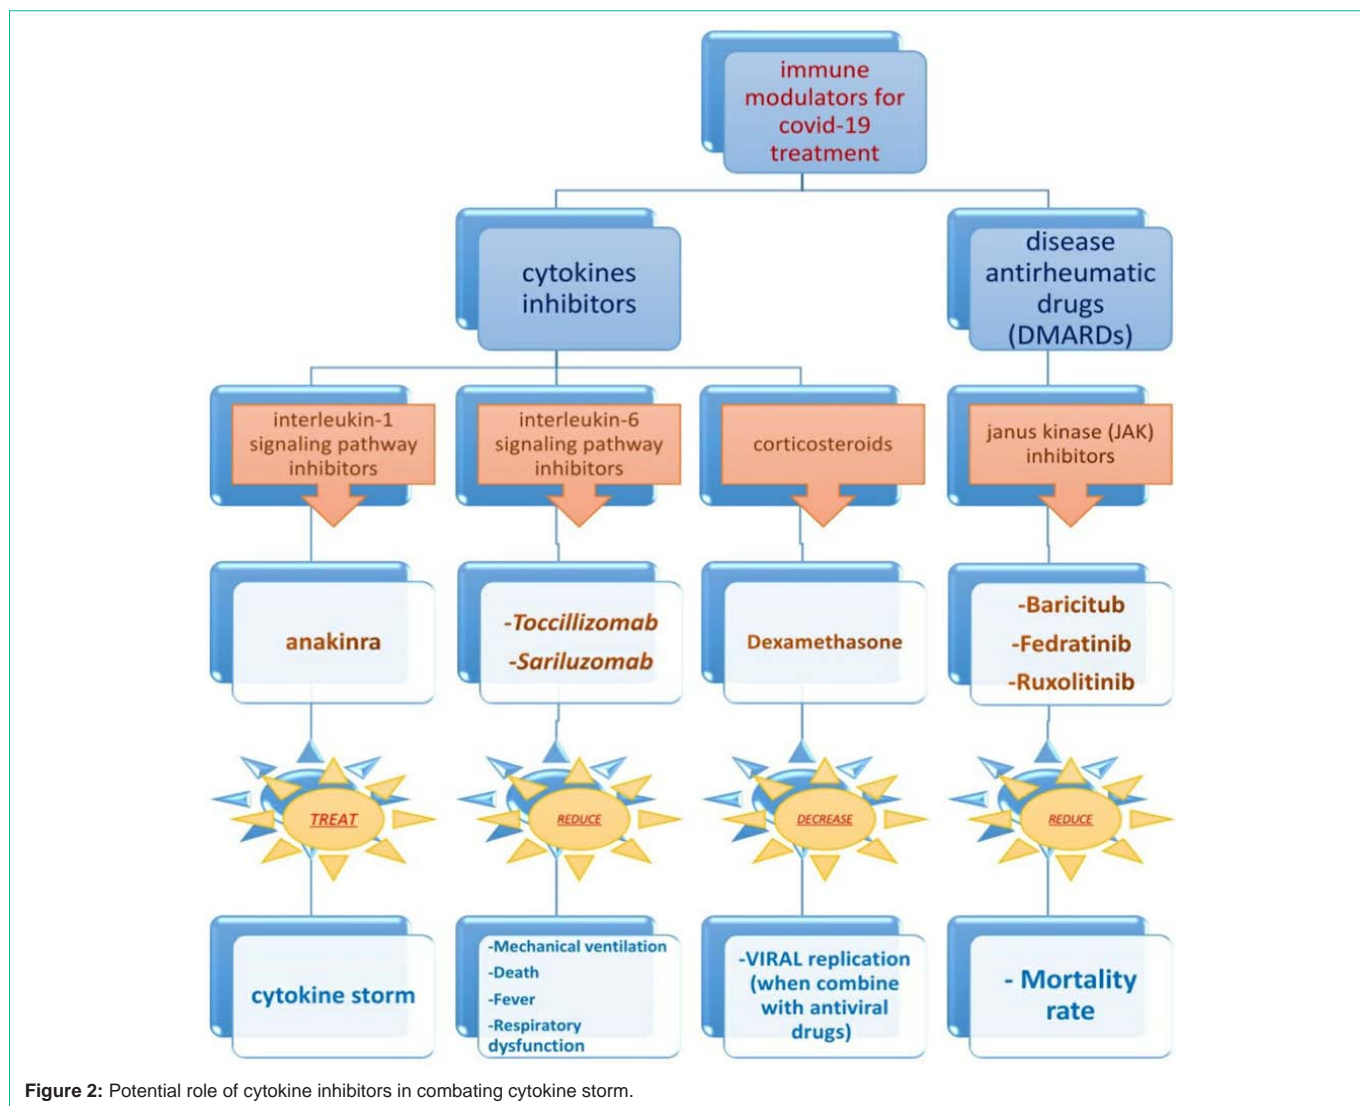 immune
modulators for
covid-19
treatment
cytokines
inhibitors
disease
antirheumatic
drugs
(DMARDs)
interleukin-1
signaling pathway
inhibitors
interleukin-6
signaling pathway
inhibitors
corticosteroids
janus kinase (JAK)
inhibitors
anakinra
-Toccillizomab
-Sariluzomab
Dexamethasone
-Baricitub
-Fedratinib
-Ruxolitinib
TREAT
REDUCE
DECREASE
REDUCE
cytokine storm
-Mechanical ventilation
-Death
-Fever
-Respiratory
dysfunction
-VIRAL replication
(when combine
with antiviral
drugs)
- Mortality
rate
Figure 2: Potential role of cytokine inhibitors in combating cytokine storm.